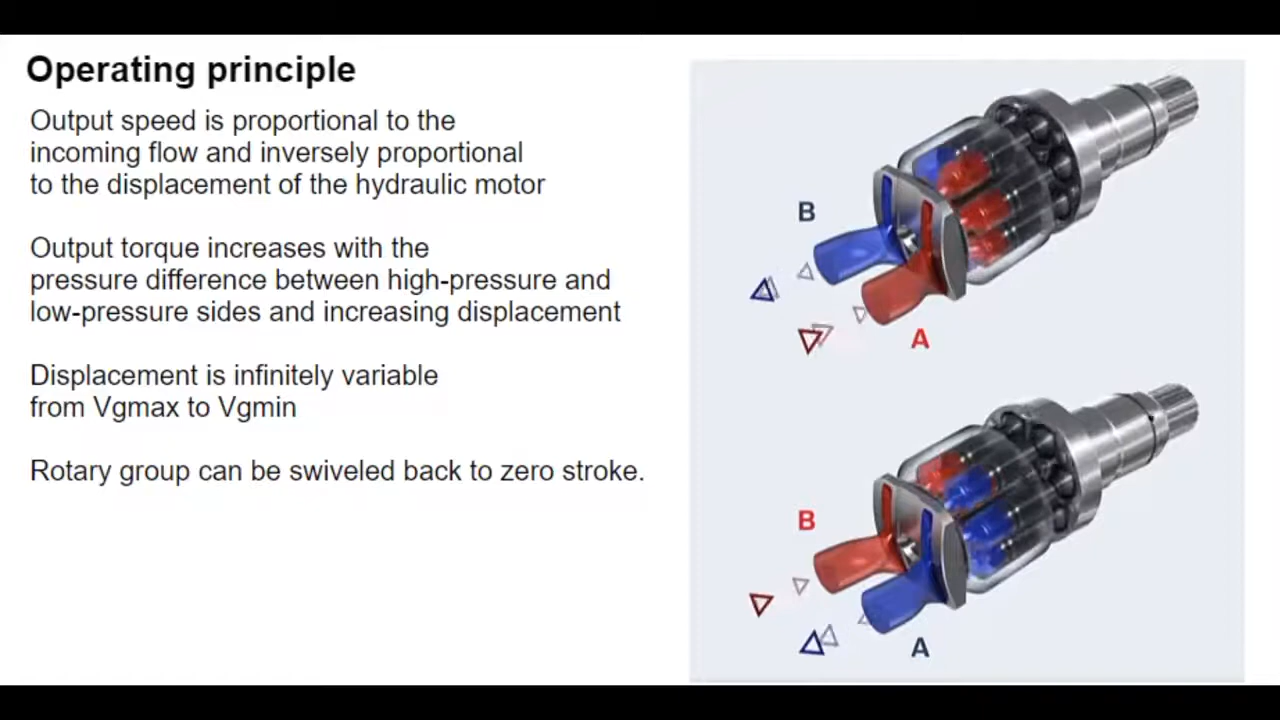 Operating principle
Output speed is proportional to the
incoming flow and inversely proportional
to the displacement of the hydraulic motor
Output torque increases with the
pressure difference between high-pressure and
low-pressure sides and increasing displacement
Displacement is infinitely variable
from Vgmax to Vgmin
Rotary group can be swiveled back to zero stroke.
B
A
B
A